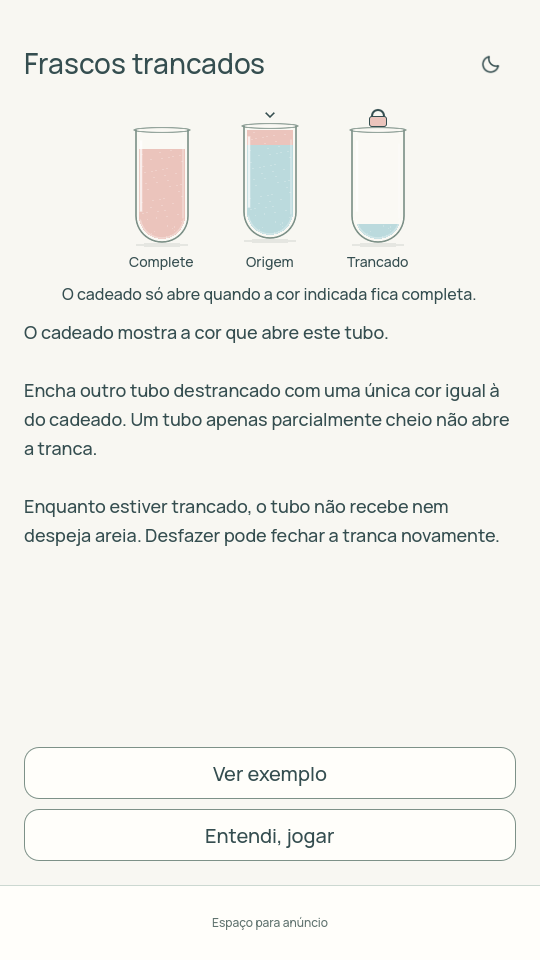 Frascos trancados
Complete
Origem
Trancado
O cadeado só abre quando a cor indicada fica completa.
O cadeado mostra a cor que abre este tubo.
Encha outro tubo destrancado com uma única cor igual à
do cadeado. Um tubo apenas parcialmente cheio não abre
a tranca.
Enquanto estiver trancado, o tubo não recebe nem
despeja areia. Desfazer pode fechar a tranca novamente.
Ver exemplo
Entendi, jogar
Espaço para anúncio